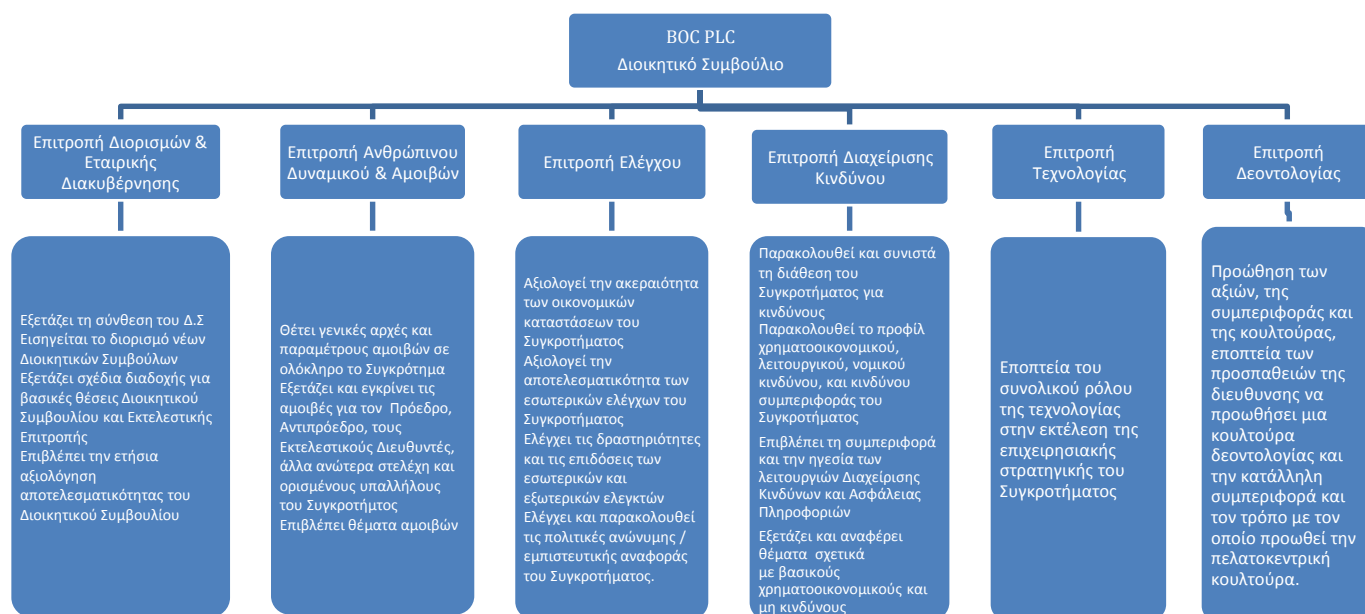 BOC PLC
Διοικητικό Συμβούλιο
Επιτροπή Διορισμών &
Εταιρικής
Διακυβέρνησης
Επιτροπή Ανθρώπινου
Δυναμικού & Αμοιβών
Επιτροπή Ελέγχου
Επιτροπή Διαχείρισης
Κινδύνου
Επιτροπή
Τεχνολογίας
Επιτροπή
Δεοντολογίας
Εξετάζει τη σύνθεση του Δ.Σ
Εισηγείται το διορισμό νέων
Διοικητικών Συμβούλων
Εξετάζει σχέδια διαδοχής για
βασικές θέσεις Διοικητικού
Συμβουλίου και Εκτελεστικής
Επιτροπής
Επιβλέπει την ετήσια
αξιολόγηση
αποτελεσματικότητας του
Διοικητικού Συμβουλίου
Θέτει γενικές αρχές και
παραμέτρους αμοιβών σε
ολόκληρο το Συγκρότημα
Εξετάζει και εγκρίνει τις
αμοιβές για τον Πρόεδρο,
Αντιπρόεδρο, τους
Εκτελεστικούς Διευθυντές,
άλλα ανώτερα στελέχη και
ορισμένους υπαλλήλους
του Συγκροτήμτος
Επιβλέπει θέματα αμοιβών
Αξιολογεί την ακεραιότητα
των οικονομικών
καταστάσεων του
Συγκροτήματος
Αξιολογεί την
αποτελεσματικότητα των
εσωτερικών ελέγχων του
Συγκροτήματος
Ελέγχει τις δραστηριότητες
και τις επιδόσεις των
εσωτερικών και
εξωτερικών ελεγκτών
Ελέγχει και παρακολουθεί
τις πολιτικές ανώνυμης /
εμπιστευτικής αναφοράς
του Συγκροτήματος.
Παρακολουθεί και συνιστά
τη διάθεση του
Συγκροτήματος για
κινδύνους
Παρακολουθεί το προφίλ
χρηματοοικονομικού,
λειτουργικού, νομικού
κινδύνου, και κινδύνου
συμπεριφοράς του
Συγκροτήματος
Επιβλέπει τη συμπεριφορά
και την ηγεσία των
λειτουργιών Διαχείρισης
Κινδύνων και Ασφάλειας
Πληροφοριών
Εξετάζει και αναφέρει
θέματα σχετικά
με βασικούς
χρηματοοικονομικούς και
μη κινδύνους
Εποπτεία του
συνολικού ρόλου
της τεχνολογίας
στην εκτέλεση της
επιχειρησιακής
στρατηγικής του
Συγκροτήματος
Προώθηση των
αξιών, της
συμπεριφοράς και
της κουλτούρας,
εποπτεία των
προσπαθειών της
διευθυνσης να
προωθήσει μια
κουλτούρα
δεοντολογίας και
την κατάλληλη
συμπεριφορά και
τον τρόπο με τον
οποίο προωθεί την
πελατοκεντρική
κουλτούρα.